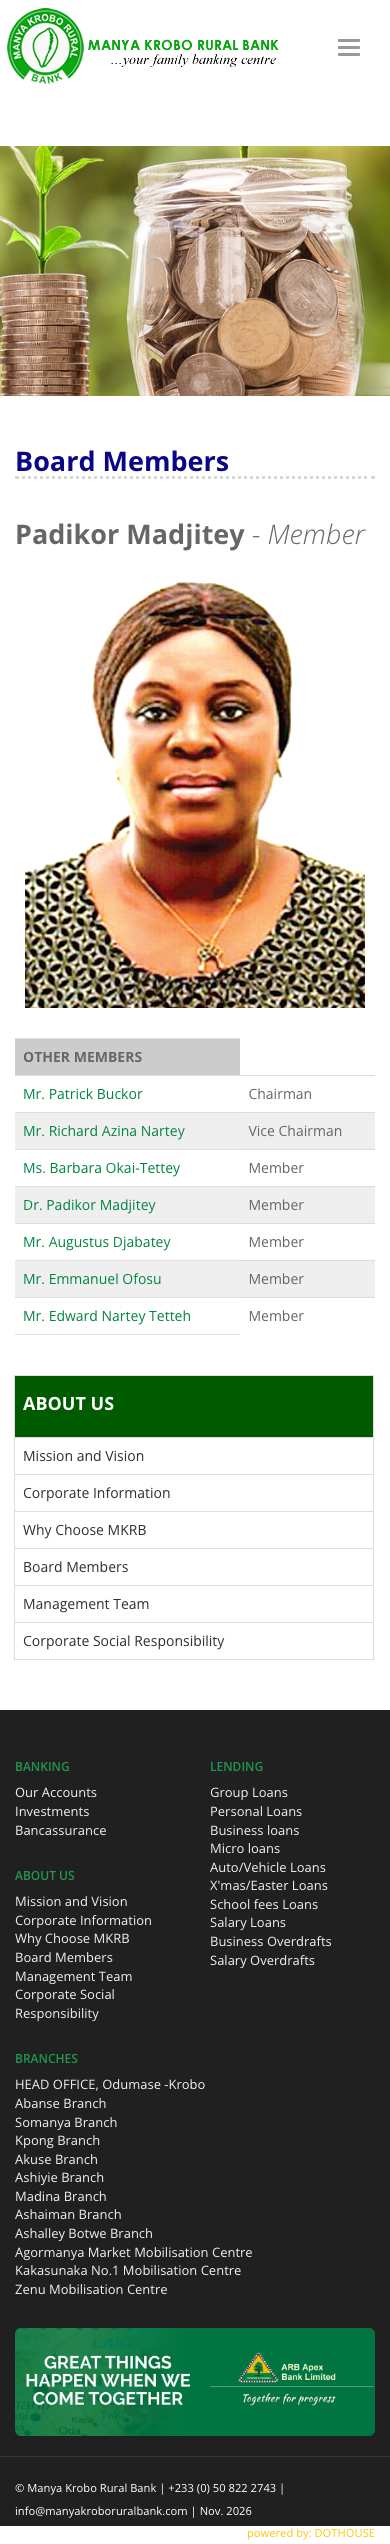 MANYA KROBO RURAL
BANK
MANYA KROBO RURAL BANK
...your family banking centre
Board Members
Padikor Madjitey - Member
OTHER MEMBERS
Mr. Patrick Buckor Chairman
Mr. Richard Azina Nartey Vice Chairman
Ms. Barbara Okai-Tettey Member
Dr. Padikor Madjitey Member
Mr. Augustus Djabatey Member
Mr. Emmanuel Ofosu Member
Mr. Edward Nartey Tetteh Member
ABOUT US
Mission and Vision
Corporate Information
Why Choose MKRB
Board Members
Management Team
Corporate Social Responsibility
BANKING
Our Accounts
Investments
Bancassurance
ABOUT US
Mission and Vision
Corporate Information
Why Choose MKRB
Board Members
Management Team
Corporate Social
Responsibility
LENDING
Group Loans
Personal Loans
Business loans
Micro loans
Auto/Vehicle Loans
X'mas/Easter Loans
School fees Loans
Salary Loans
Business Overdrafts
Salary Overdrafts
BRANCHES
HEAD OFFICE, Odumase -Krobo
Abanse Branch
Somanya Branch
Kpong Branch
Akuse Branch
Ashiyie Branch
Madina Branch
Ashaiman Branch
Ashalley Botwe Branch
Agormanya Market Mobilisation Centre
Kakasunaka No.1 Mobilisation Centre
Zenu Mobilisation Centre
GREAT THINGS
HAPPEN WHEN WE
COME TOGETHER
ARB Apex
Bank Limited
Together for progress
© Manya Krobo Rural Bank | +233 (0) 50 822 2743 |
info@manyakroboruralbank.com | Nov. 2026
powered by: DOTHOUSE